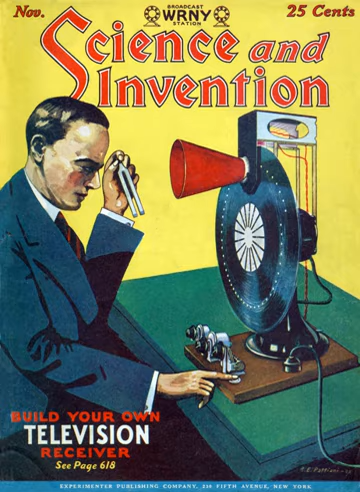 BROADCAST
WRNY
STATION
Nov.
25 Cents
Science and
Invention
BUILD YOUR OWN
TELEVISION
RECEIVER
See Page 618
EXPERIMENTER PUBLISHING COMPANY, 230 FIFTH AVENUE, NEW YORK